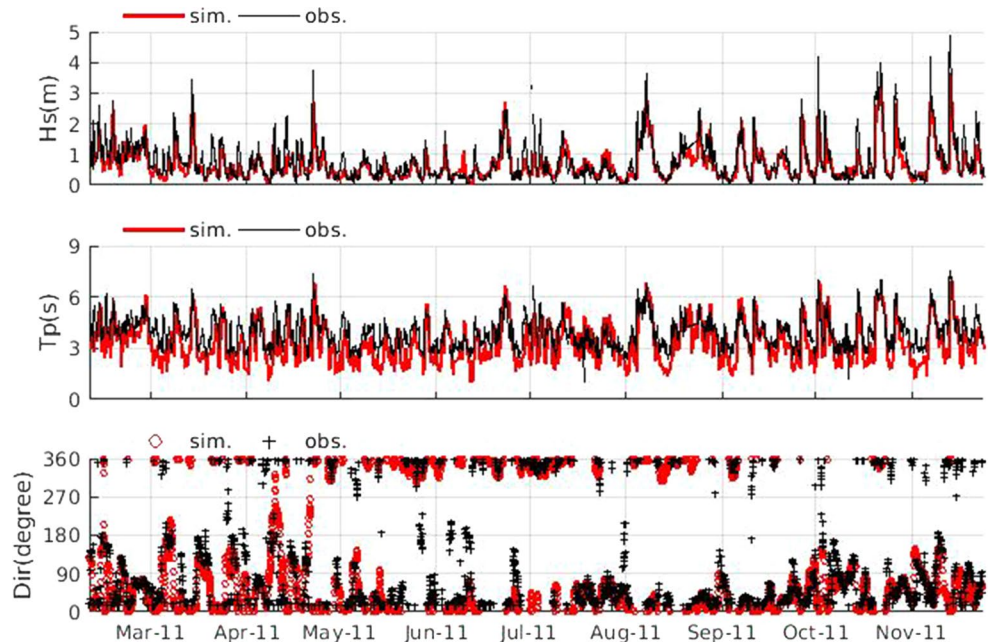 sim. obs.
5
4
3
2
1
0
Hs(m)
sim. obs.
9
6
3
0
Tp(s)
sim. obs.
360
270
180
90
0
Dir(degree)
Mar-11 Apr-11 May-11 Jun-11 Jul-11 Aug-11 Sep-11 Oct-11 Nov-11